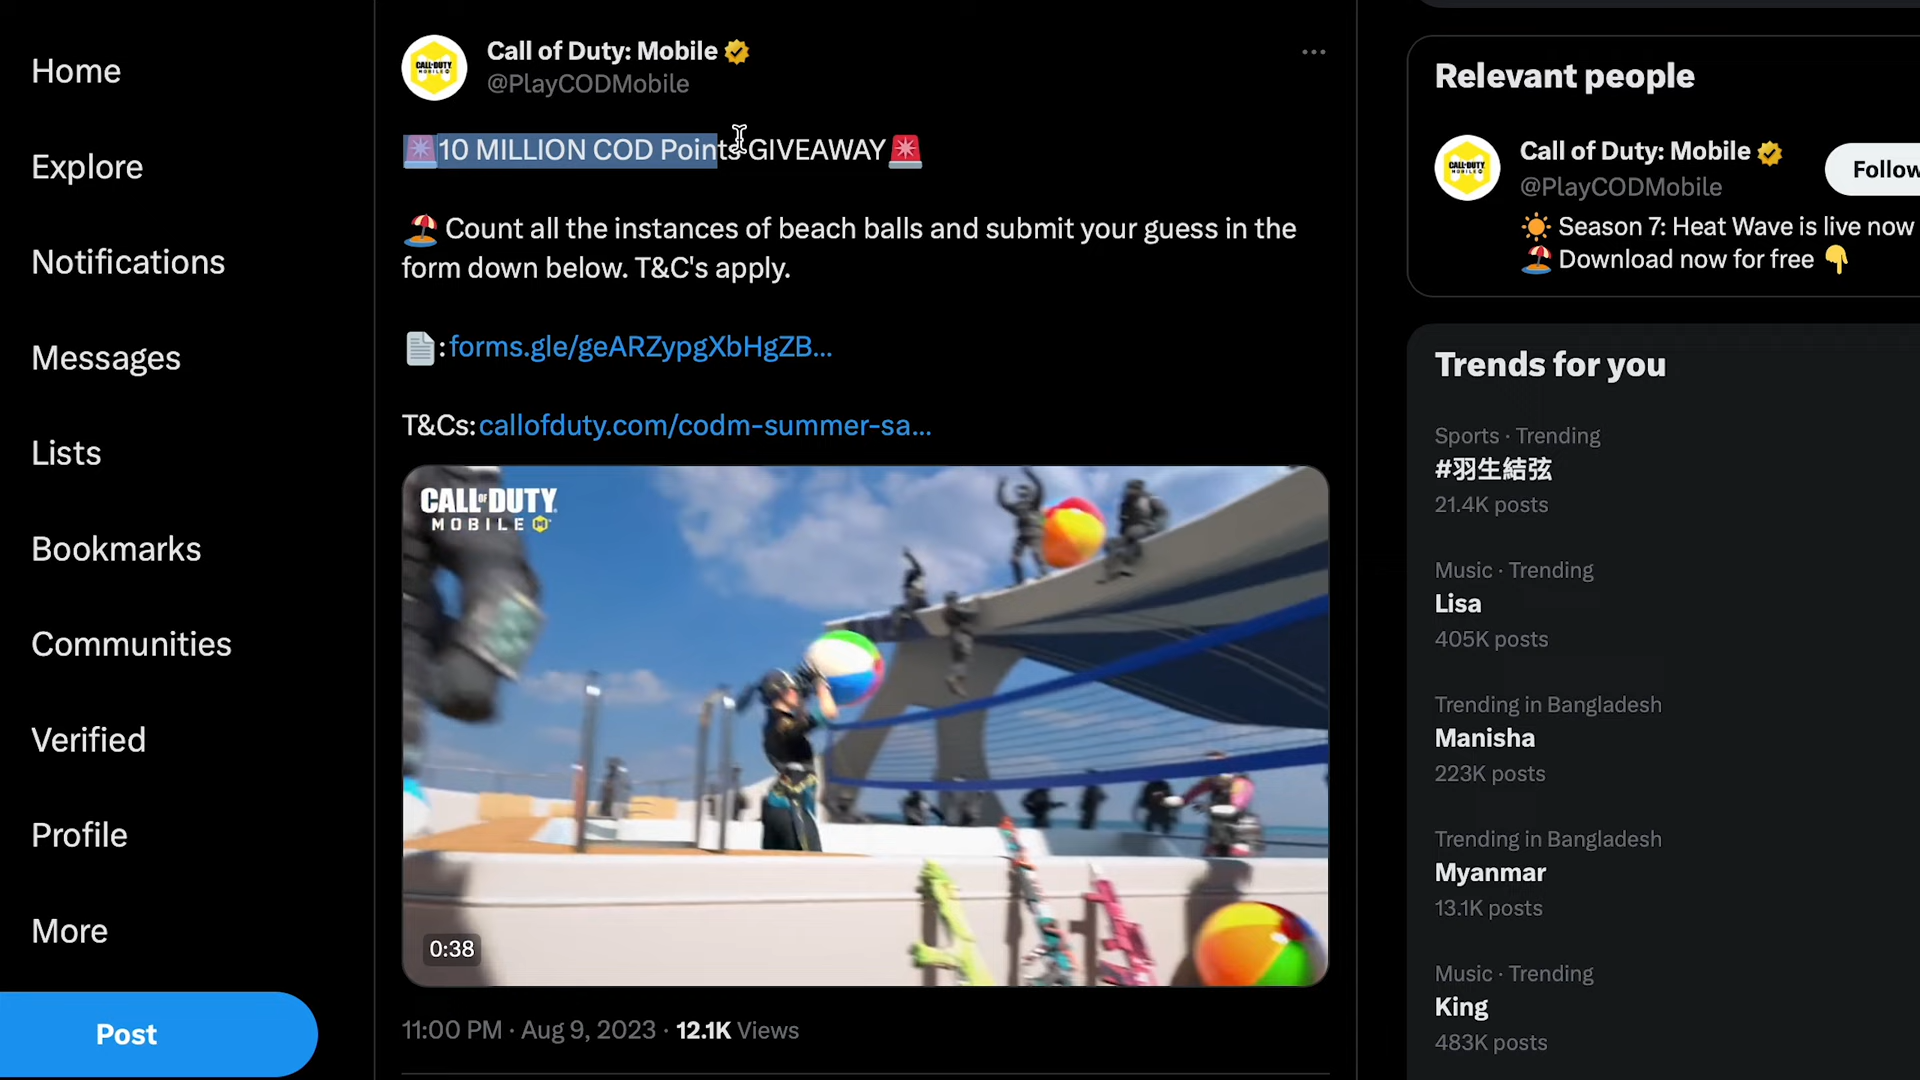 Home
Explore
Notifications
Messages
Lists
Bookmarks
Communities
Verified
Profile
More
Post
Call of Duty: Mobile
@PlayCODMobile
🚨10 MILLION COD Points GIVEAWAY🚨
🏖️ Count all the instances of beach balls and submit your guess in the
form down below. T&C's apply.
📄: forms.gle/geARZypgXbHgZB...
T&Cs: callofduty.com/codm-summer-sa...
CALL OF DUTY
MOBILE
0:38
11:00 PM · Aug 9, 2023 · 12.1K Views
Relevant people
Call of Duty: Mobile
@PlayCODMobile
Follow
☀️ Season 7: Heat Wave is live now
🏖️ Download now for free 👇
Trends for you
Sports · Trending
#羽生結弦
21.4K posts
Music · Trending
Lisa
405K posts
Trending in Bangladesh
Manisha
223K posts
Trending in Bangladesh
Myanmar
13.1K posts
Music · Trending
King
483K posts